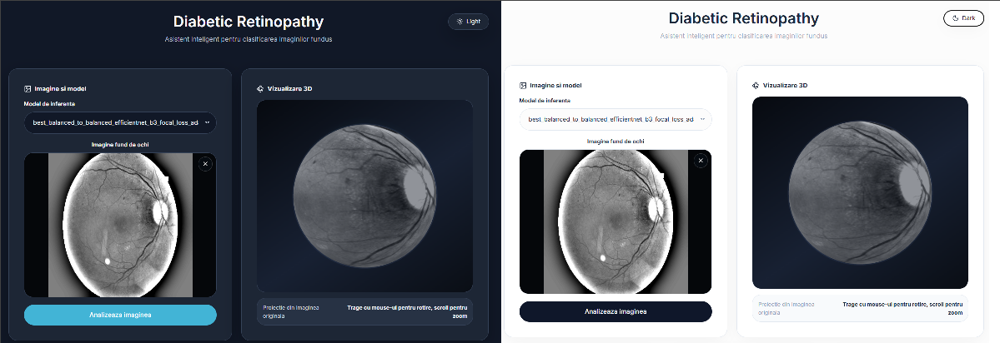 Diabetic Retinopathy
Light
Asistent inteligent pentru clasificarea imaginilor fundus
Imagine si model
Model de inferenta
best_balanced_to_balanced_efficientnet_b3_focal_loss_ad
Imagine fund de ochi
Analizeaza imaginea
Vizualizare 3D
Proiectie din imaginea
originala
Trage cu mouse-ul pentru rotire, scroll pentru
zoom
Diabetic Retinopathy
Dark
Asistent inteligent pentru clasificarea imaginilor fundus
Imagine si model
Model de inferenta
best_balanced_to_balanced_efficientnet_b3_focal_loss_ad
Imagine fund de ochi
Analizeaza imaginea
Vizualizare 3D
Proiectie din imaginea
originala
Trage cu mouse-ul pentru rotire, scroll pentru
zoom